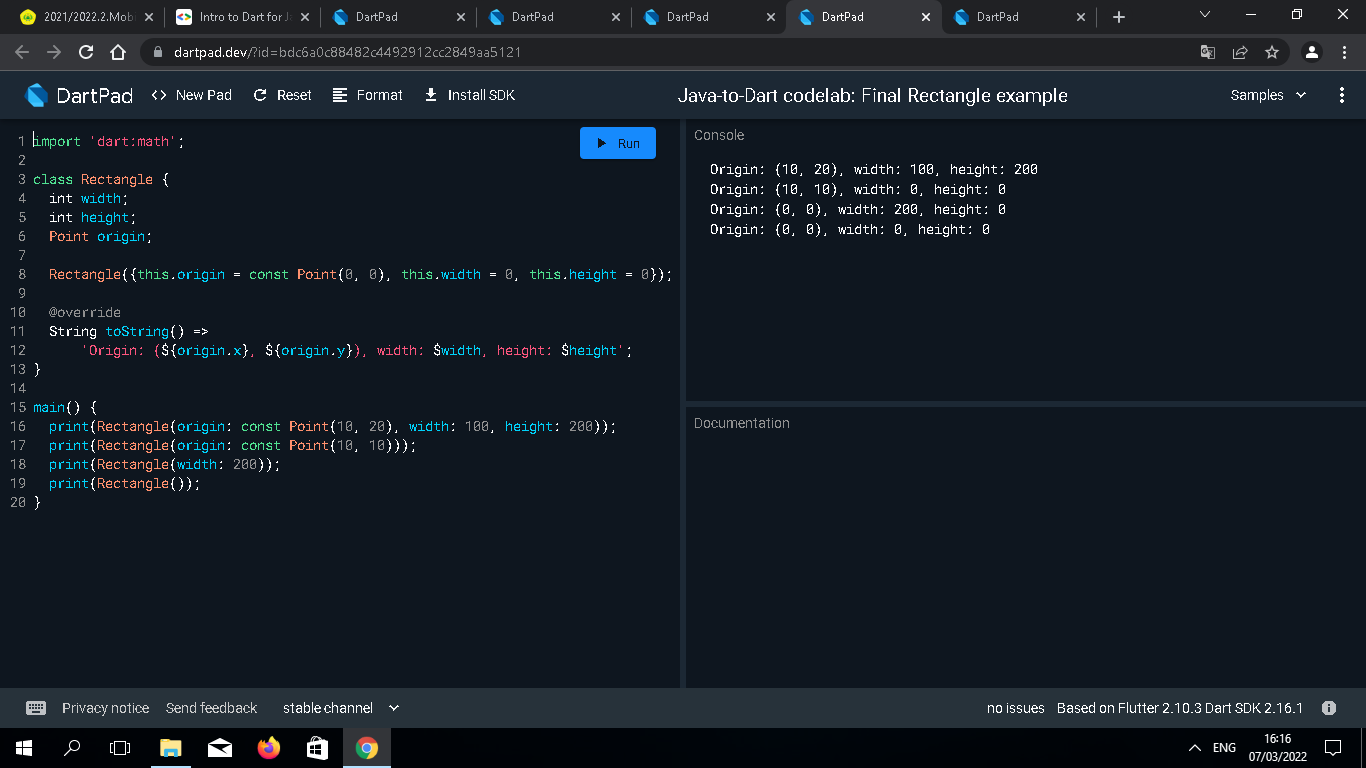 2021/2022.2.Mobi
Intro to Dart for Ja
DartPad
DartPad
DartPad
DartPad
DartPad
dartpad.dev/?id=bdc6a0c88482c4492912cc2849aa5121
DartPad
<> New Pad
Reset
Format
Install SDK
Java-to-Dart codelab: Final Rectangle example
Samples
1 import 'dart:math';
2
3 class Rectangle {
4   int width;
5   int height;
6   Point origin;
7
8   Rectangle({this.origin = const Point(0, 0), this.width = 0, this.height = 0});
9
10   @override
11   String toString() =>
12       'Origin: (${origin.x}, ${origin.y}), width: $width, height: $height';
13 }
14
15 main() {
16   print(Rectangle(origin: const Point(10, 20), width: 100, height: 200));
17   print(Rectangle(origin: const Point(10, 10)));
18   print(Rectangle(width: 200));
19   print(Rectangle());
20 }
Run
Console
Origin: (10, 20), width: 100, height: 200
Origin: (10, 10), width: 0, height: 0
Origin: (0, 0), width: 200, height: 0
Origin: (0, 0), width: 0, height: 0
Documentation
Privacy notice
Send feedback
stable channel
no issues
Based on Flutter 2.10.3 Dart SDK 2.16.1
ENG
16:16
07/03/2022